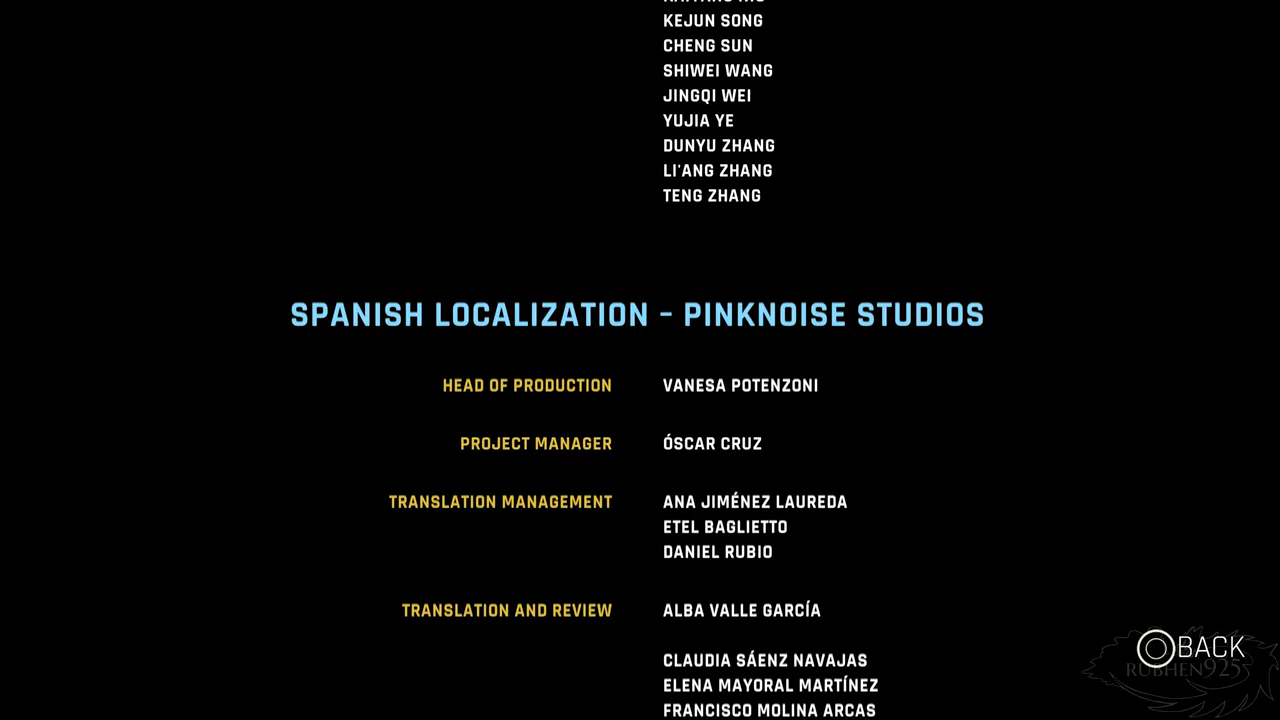 KEJUN SONG
CHENG SUN
SHIWEI WANG
JINGQI WEI
YUJIA YE
DUNYU ZHANG
LI'ANG ZHANG
TENG ZHANG
SPANISH LOCALIZATION - PINKNOISE STUDIOS
HEAD OF PRODUCTION VANESA POTENZONI
PROJECT MANAGER ÓSCAR CRUZ
TRANSLATION MANAGEMENT ANA JIMÉNEZ LAUREDA
ETEL BAGLIETTO
DANIEL RUBIO
TRANSLATION AND REVIEW ALBA VALLE GARCÍA
CLAUDIA SÁENZ NAVAJAS
ELENA MAYORAL MARTÍNEZ
FRANCISCO MOLINA ARCAS
BACK
RUBHEN925